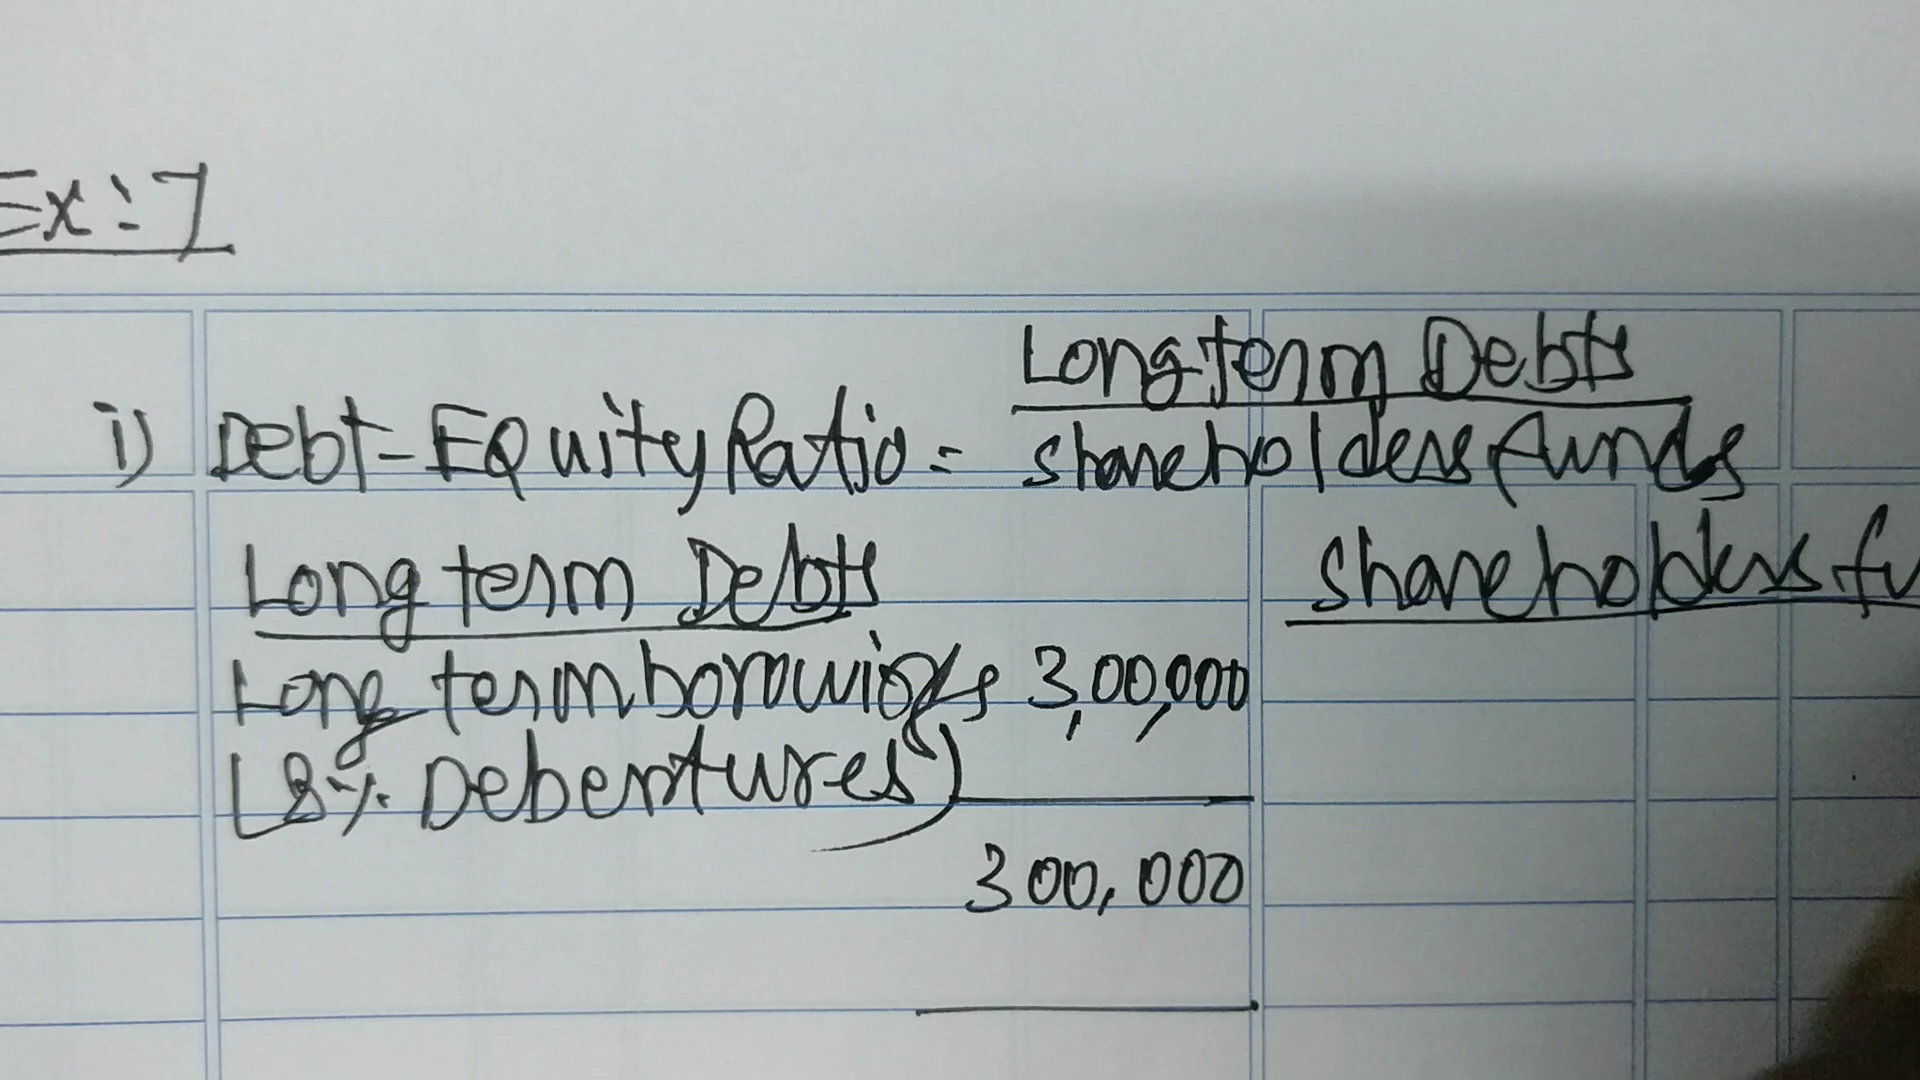 Ex:7
Long term Debts
i) Debt-EQuity Ratio = shareholders funds
Long term Debts
shareholders fu
Long term borrowings 3,00,000
(8%. Debentures)
300,000